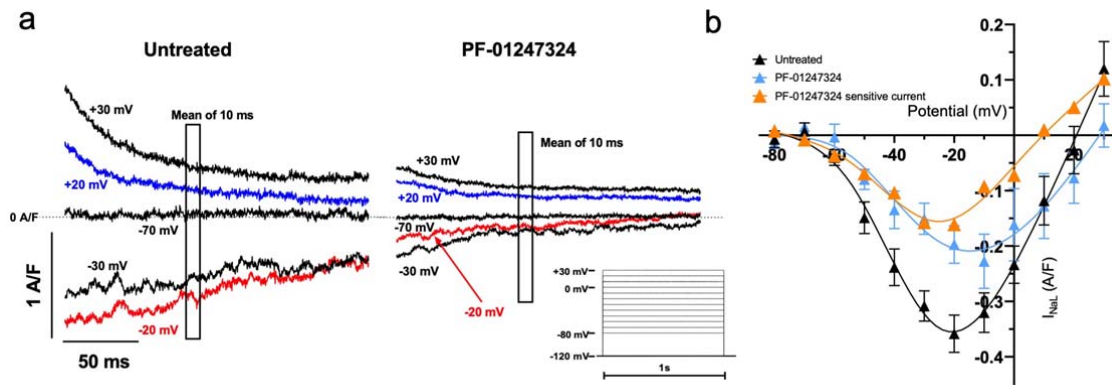 a
Untreated
PF-01247324
+30 mV
Mean of 10 ms
+20 mV
0 A/F
-70 mV
-30 mV
-20 mV
1 A/F
50 ms
+30 mV
Mean of 10 ms
+20 mV
-70 mV
-30 mV
-20 mV
+30 mV
0 mV
-80 mV
-120 mV
1s
b
Untreated
PF-01247324
PF-01247324 sensitive current
Potential (mV)
0.2
0.1
-80
-60
-40
-20
20
-0.1
-0.2
-0.3
-0.4
INaL (A/F)